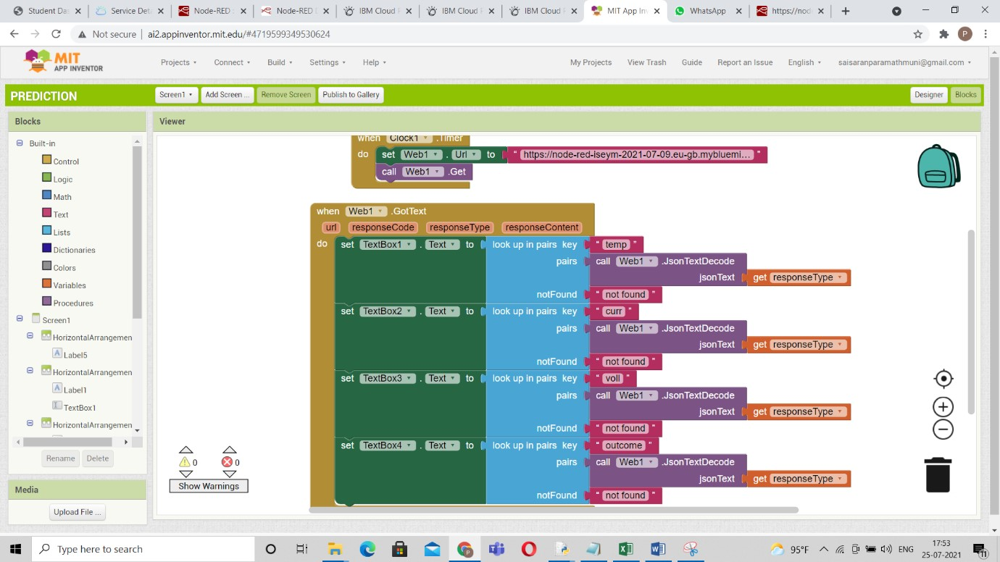 Student Das
Service Deta
Node-RED :
Node-RED D
IBM Cloud P
IBM Cloud P
IBM Cloud P
MIT App Inv
WhatsApp
https://node
Not secure | ai2.appinventor.mit.edu/#4719599349530624
P
MIT
APP INVENTOR
Projects
Connect
Build
Settings
Help
My Projects
View Trash
Guide
Report an Issue
English
saisaranparamathmuni@gmail.com
PREDICTION
Screen1
Add Screen ...
Remove Screen
Publish to Gallery
Designer
Blocks
Blocks
Viewer
Built-in
Control
Logic
Math
Text
Lists
Dictionaries
Colors
Variables
Procedures
Screen1
HorizontalArrangemen
Label5
HorizontalArrangemen
Label1
TextBox1
HorizontalArrangemen
Rename
Delete
Media
Upload File ...
when Clock1 .Timer
do set Web1 . Url to " https://node-red-iseym-2021-07-09.eu-gb.mybluemi... "
call Web1 .Get
when Web1 .GotText
url responseCode responseType responseContent
do set TextBox1 . Text to look up in pairs key " temp "
pairs call Web1 .JsonTextDecode
jsonText get responseType
notFound " not found "
set TextBox2 . Text to look up in pairs key " curr "
pairs call Web1 .JsonTextDecode
jsonText get responseType
notFound " not found "
set TextBox3 . Text to look up in pairs key " voll "
pairs call Web1 .JsonTextDecode
jsonText get responseType
notFound " not found "
set TextBox4 . Text to look up in pairs key " outcome "
pairs call Web1 .JsonTextDecode
jsonText get responseType
notFound " not found "
0
0
Show Warnings
Type here to search
95°F
ENG
17:53
25-07-2021
11